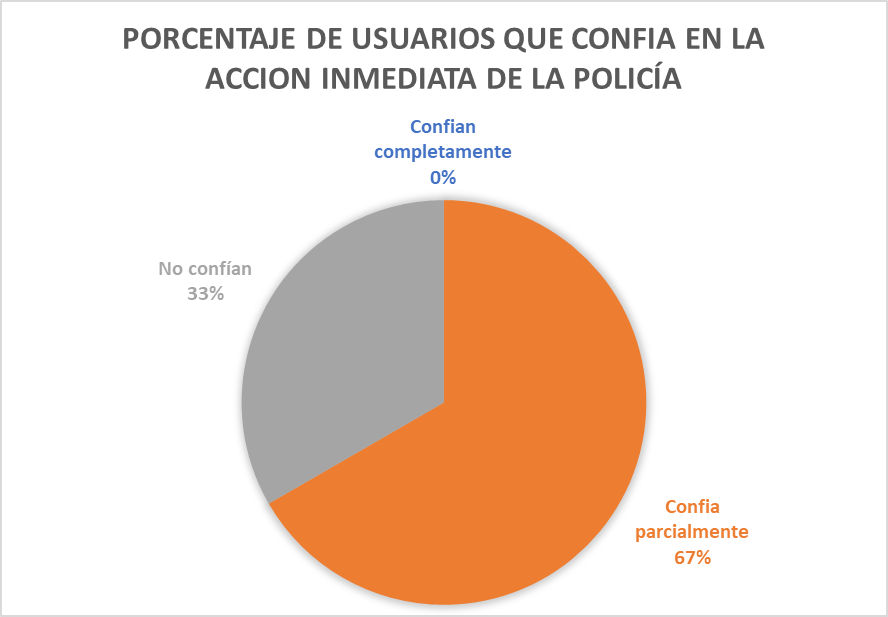 PORCENTAJE DE USUARIOS QUE CONFIA EN LA
ACCION INMEDIATA DE LA POLICÍA
Confian
completamente
0%
No confían
33%
Confia
parcialmente
67%